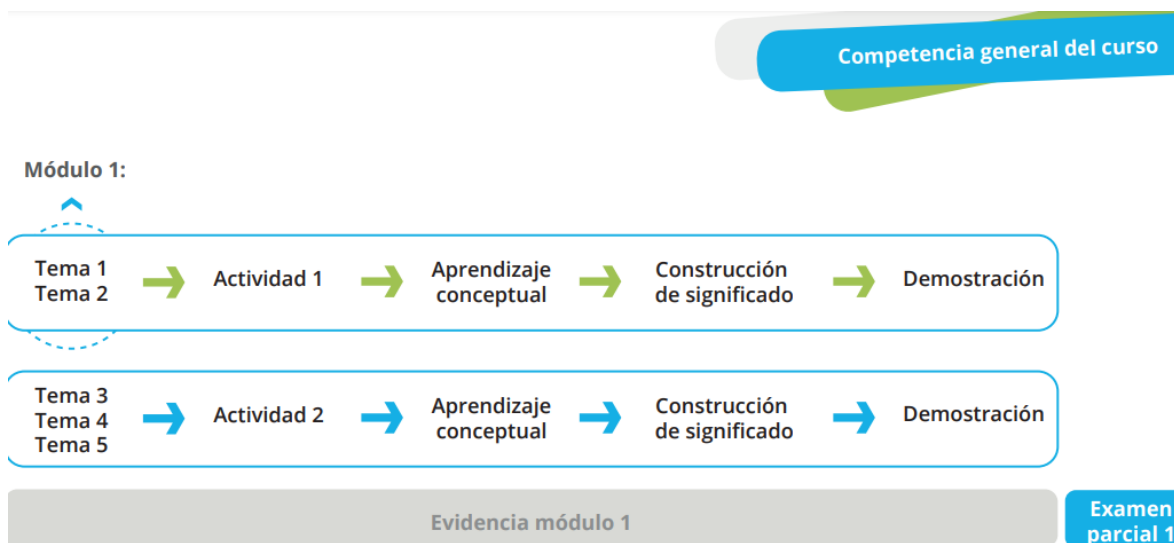 Competencia general del curso
Módulo 1:
Tema 1
Tema 2
Actividad 1
Aprendizaje
conceptual
Construcción
de significado
Demostración
Tema 3
Tema 4
Tema 5
Actividad 2
Aprendizaje
conceptual
Construcción
de significado
Demostración
Evidencia módulo 1
Examen
parcial 1